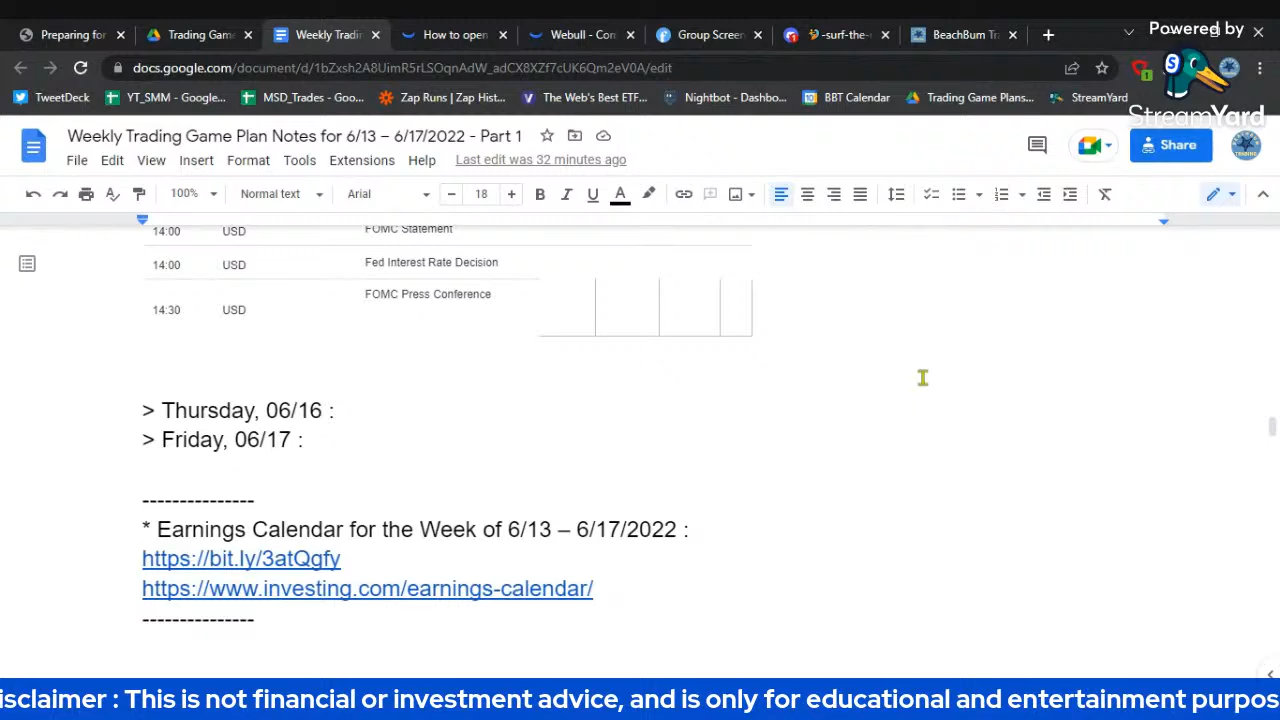 Powered by
StreamYard
Preparing for
Trading Gam
Weekly Tradin
How to open
Webull - Con
Group Screen
-surf-the-
BeachBum Tra
docs.google.com/document/d/1bZxsh2A8UimR5rLSOqnAdW_adCX8XZf7cUK6Qm2eV0A/edit
TweetDeck
YT_SMM - Google...
MSD_Trades - Goo...
Zap Runs | Zap Hist...
The Web's Best ETF...
Nightbot - Dashbo...
BBT Calendar
Trading Game Plans...
StreamYard
Weekly Trading Game Plan Notes for 6/13 – 6/17/2022 - Part 1
Share
File Edit View Insert Format Tools Extensions Help Last edit was 32 minutes ago
100% Normal text Arial 18
14:00 USD FOMC Statement
14:00 USD Fed Interest Rate Decision
14:30 USD FOMC Press Conference
> Thursday, 06/16 :
> Friday, 06/17 :
---------------
* Earnings Calendar for the Week of 6/13 – 6/17/2022 :
https://bit.ly/3atQgfy
https://www.investing.com/earnings-calendar/
---------------
isclaimer : This is not financial or investment advice, and is only for educational and entertainment purpos